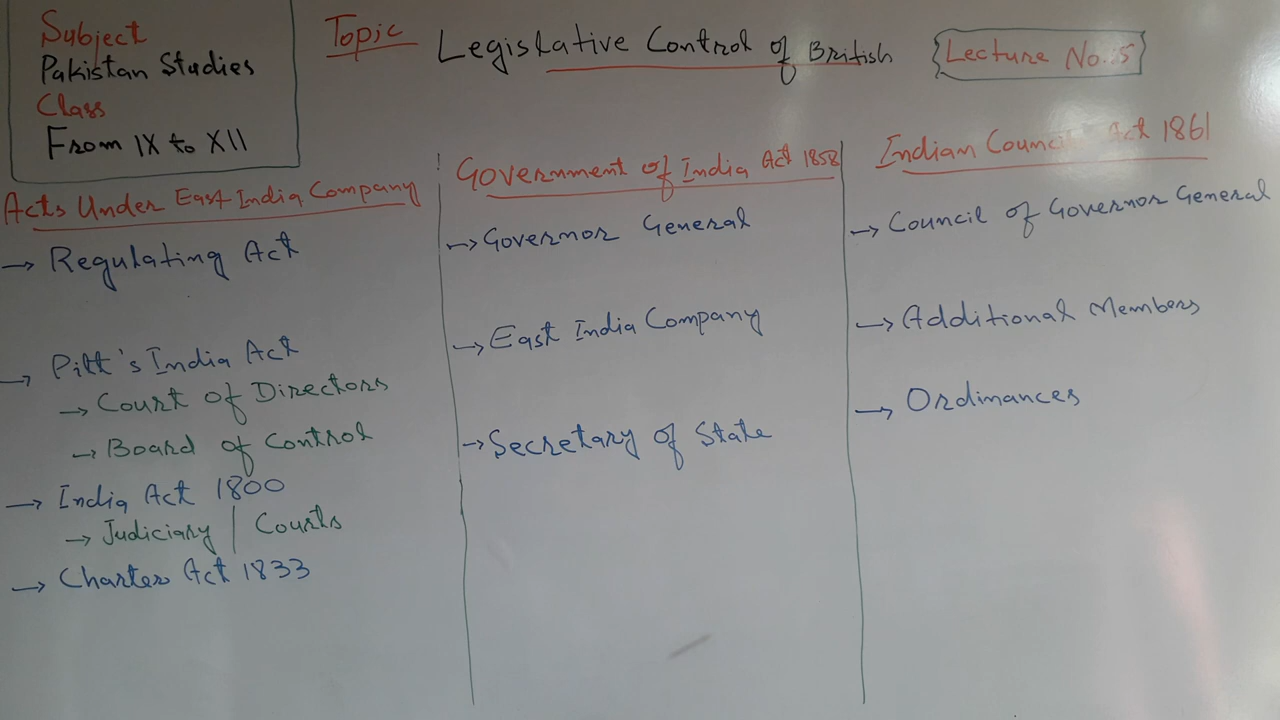 Subject
Pakistan Studies
Class
From IX to XII
Topic Legislative Control of British
Lecture No.:5
Acts Under East India Company
→ Regulating Act
→ Pitt's India Act
→ Court of Directors
→ Board of Control
→ India Act 1800
→ Judiciary | Courts
→ Charter Act 1833
Government of India Act 1858
→ Governor General
→ East India Company
→ Secretary of State
Indian Council Act 1861
→ Council of Governor General
→ Additional Members
→ Ordinances